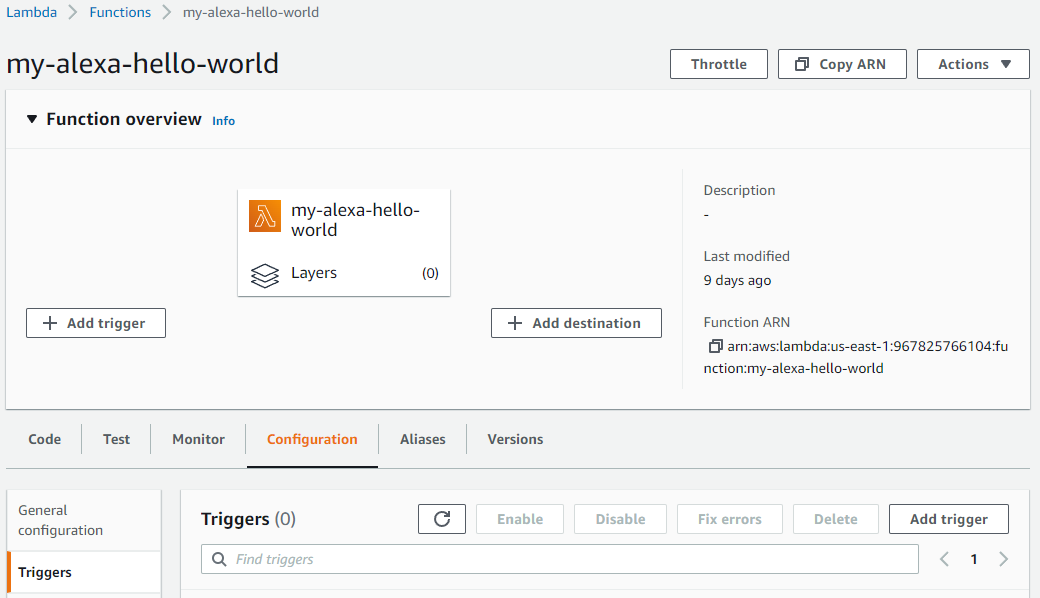 Lambda > Functions > my-alexa-hello-world
my-alexa-hello-world
Throttle
Copy ARN
Actions
Function overview Info
my-alexa-hello-
world
Layers (0)
Add trigger
Add destination
Description
-
Last modified
9 days ago
Function ARN
arn:aws:lambda:us-east-1:967825766104:fu
nction:my-alexa-hello-world
Code
Test
Monitor
Configuration
Aliases
Versions
General
configuration
Triggers
Triggers (0)
Enable
Disable
Fix errors
Delete
Add trigger
Find triggers
1